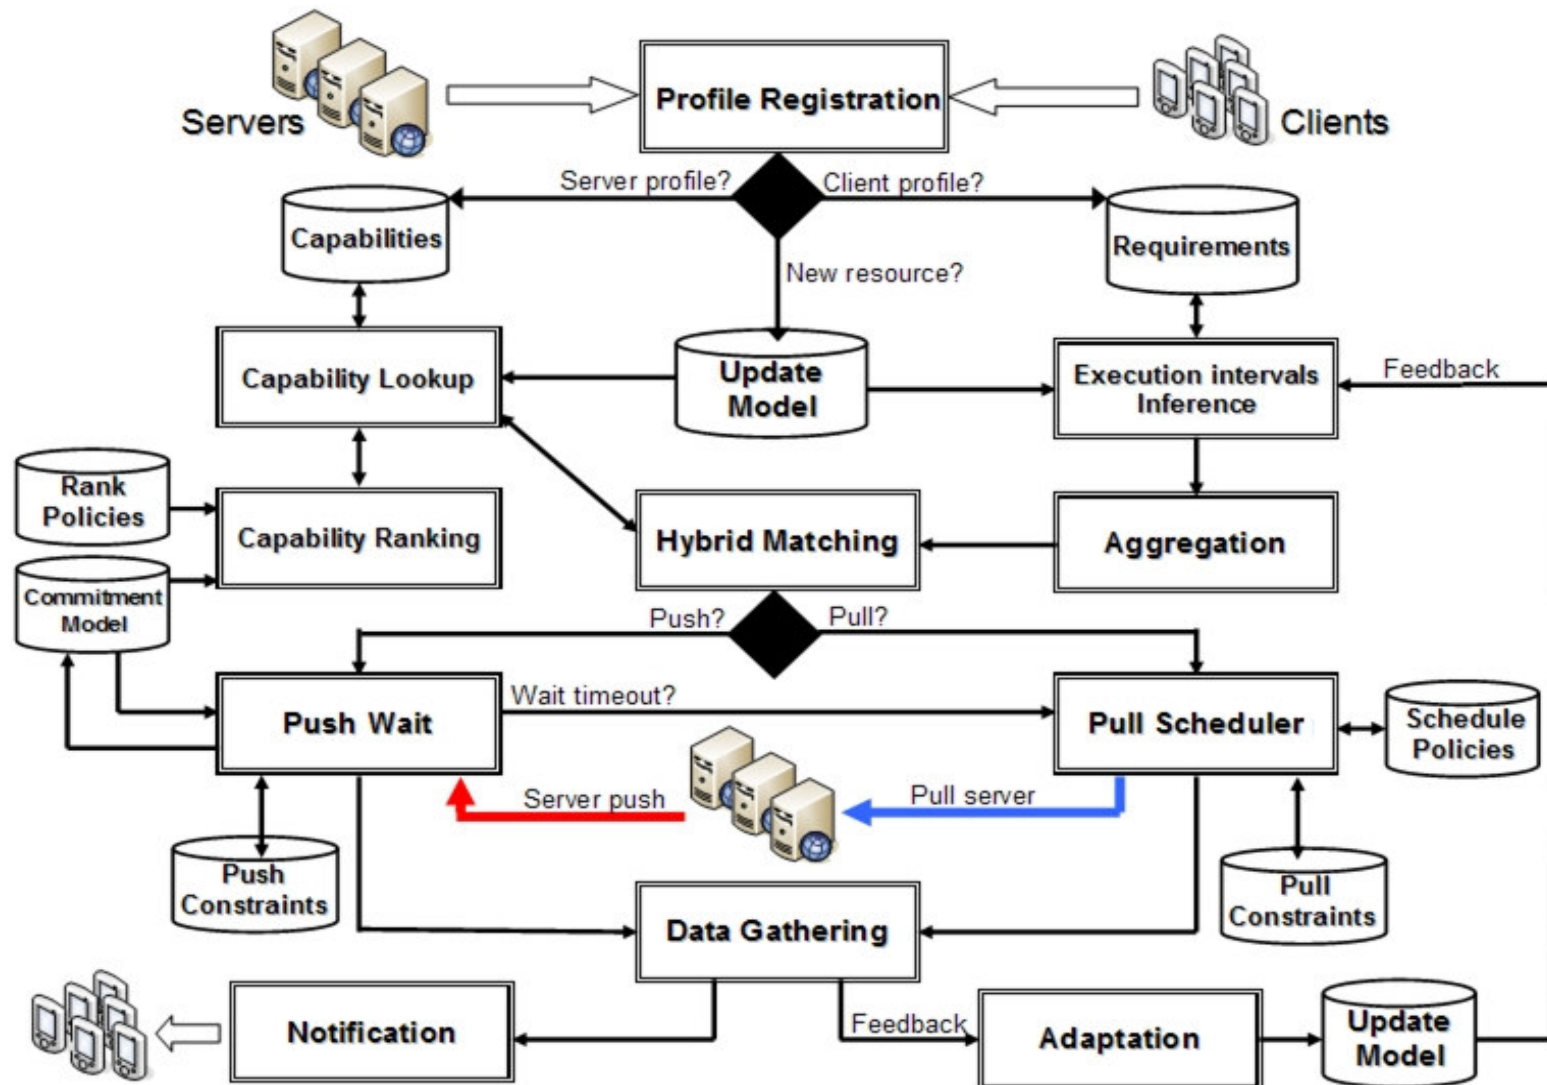 Servers
Profile Registration
Clients
Server profile?
Client profile?
Capabilities
Requirements
New resource?
Capability Lookup
Update
Model
Execution intervals
Inference
Feedback
Rank
Policies
Capability Ranking
Hybrid Matching
Aggregation
Commitment
Model
Push?
Pull?
Push Wait
Wait timeout?
Pull Scheduler
Schedule
Policies
Server push
Pull server
Push
Constraints
Pull
Constraints
Data Gathering
Notification
Feedback
Adaptation
Update
Model